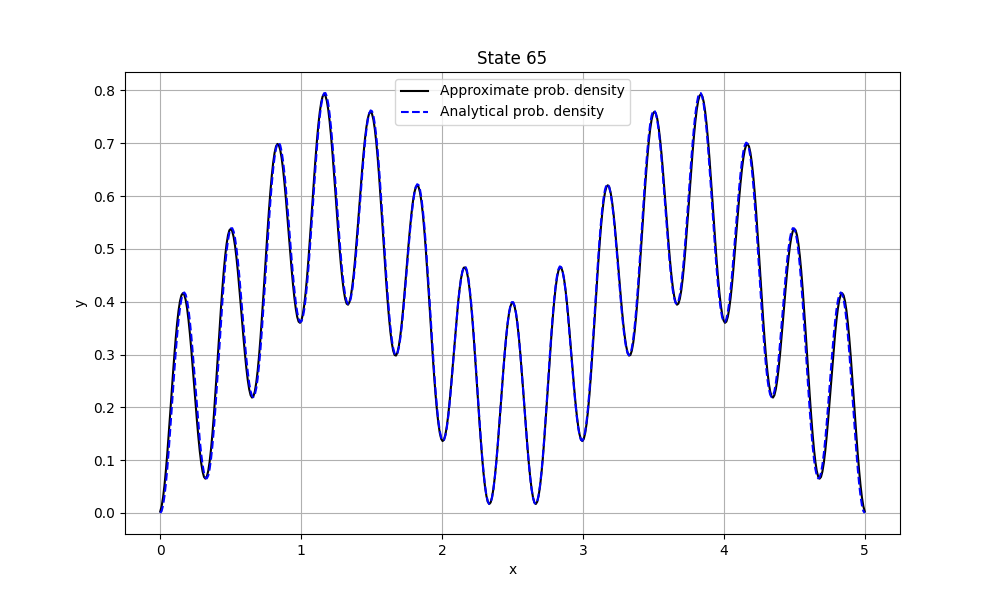 State 65
Approximate prob. density
Analytical prob. density
0.8
0.7
0.6
0.5
0.4
0.3
0.2
0.1
0.0
y
0 1 2 3 4 5
x